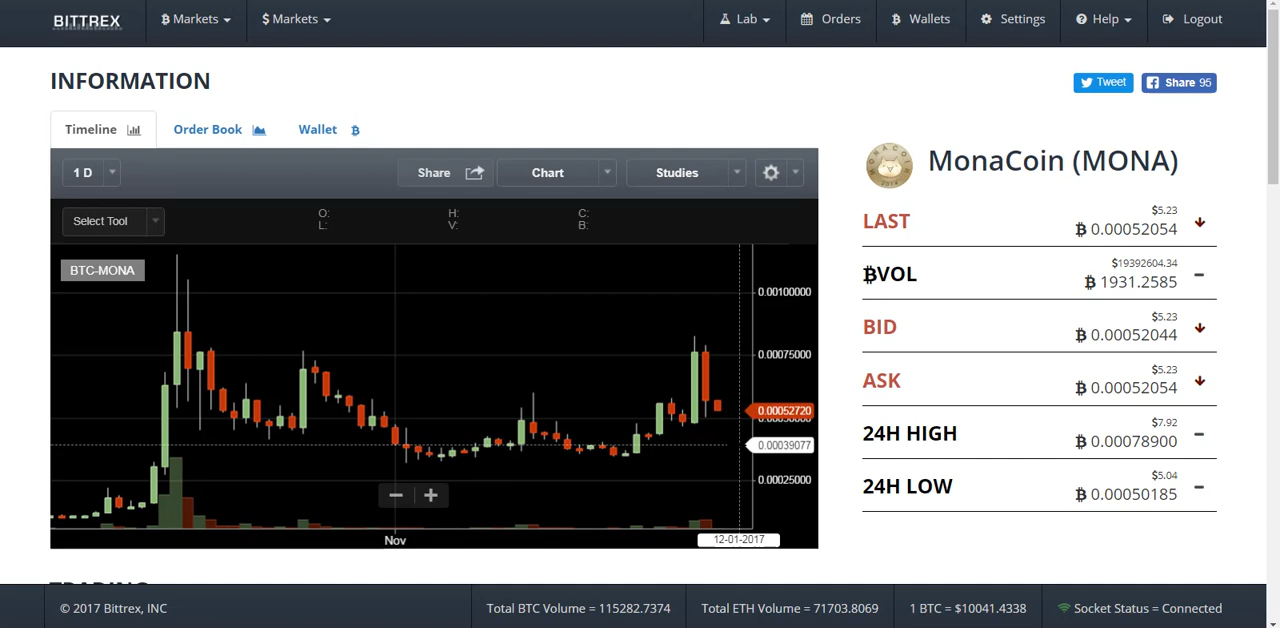 BITTREX
Ƀ Markets
$ Markets
Lab
Orders
Ƀ Wallets
Settings
Help
Logout
INFORMATION
Tweet
Share 95
Timeline
Order Book
Wallet
MONACOIN
MonaCoin (MONA)
1 D
Share
Chart
Studies
Select Tool
O:
H:
C:
L:
V:
B:
BTC-MONA
0.00100000
0.00075000
0.00052720
0.00039077
0.00025000
Nov
12-01-2017
LAST
$5.23
Ƀ 0.00052054
ɃVOL
$19392604.34
Ƀ 1931.2585
BID
$5.23
Ƀ 0.00052044
ASK
$5.23
Ƀ 0.00052054
24H HIGH
$7.92
Ƀ 0.00078900
24H LOW
$5.04
Ƀ 0.00050185
© 2017 Bittrex, INC
Total BTC Volume = 115282.7374
Total ETH Volume = 71703.8069
1 BTC = $10041.4338
Socket Status = Connected